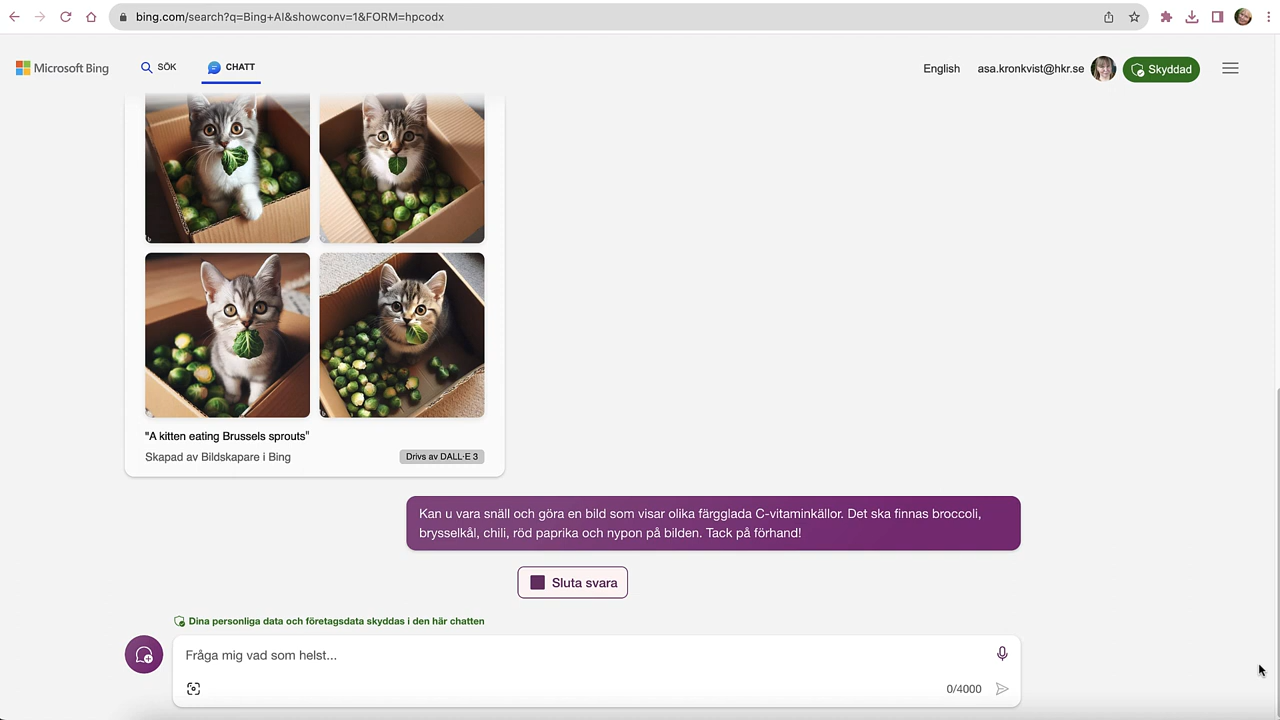 bing.com/search?q=Bing+AI&showconv=1&FORM=hpcodx
Microsoft Bing
SÖK
CHATT
English
asa.kronkvist@hkr.se
Skyddad
"A kitten eating Brussels sprouts"
Skapad av Bildskapare i Bing
Drivs av DALL·E 3
Kan u vara snäll och göra en bild som visar olika färgglada C-vitaminkällor. Det ska finnas broccoli,
brysselkål, chili, röd paprika och nypon på bilden. Tack på förhand!
Sluta svara
Dina personliga data och företagsdata skyddas i den här chatten
Fråga mig vad som helst...
0/4000